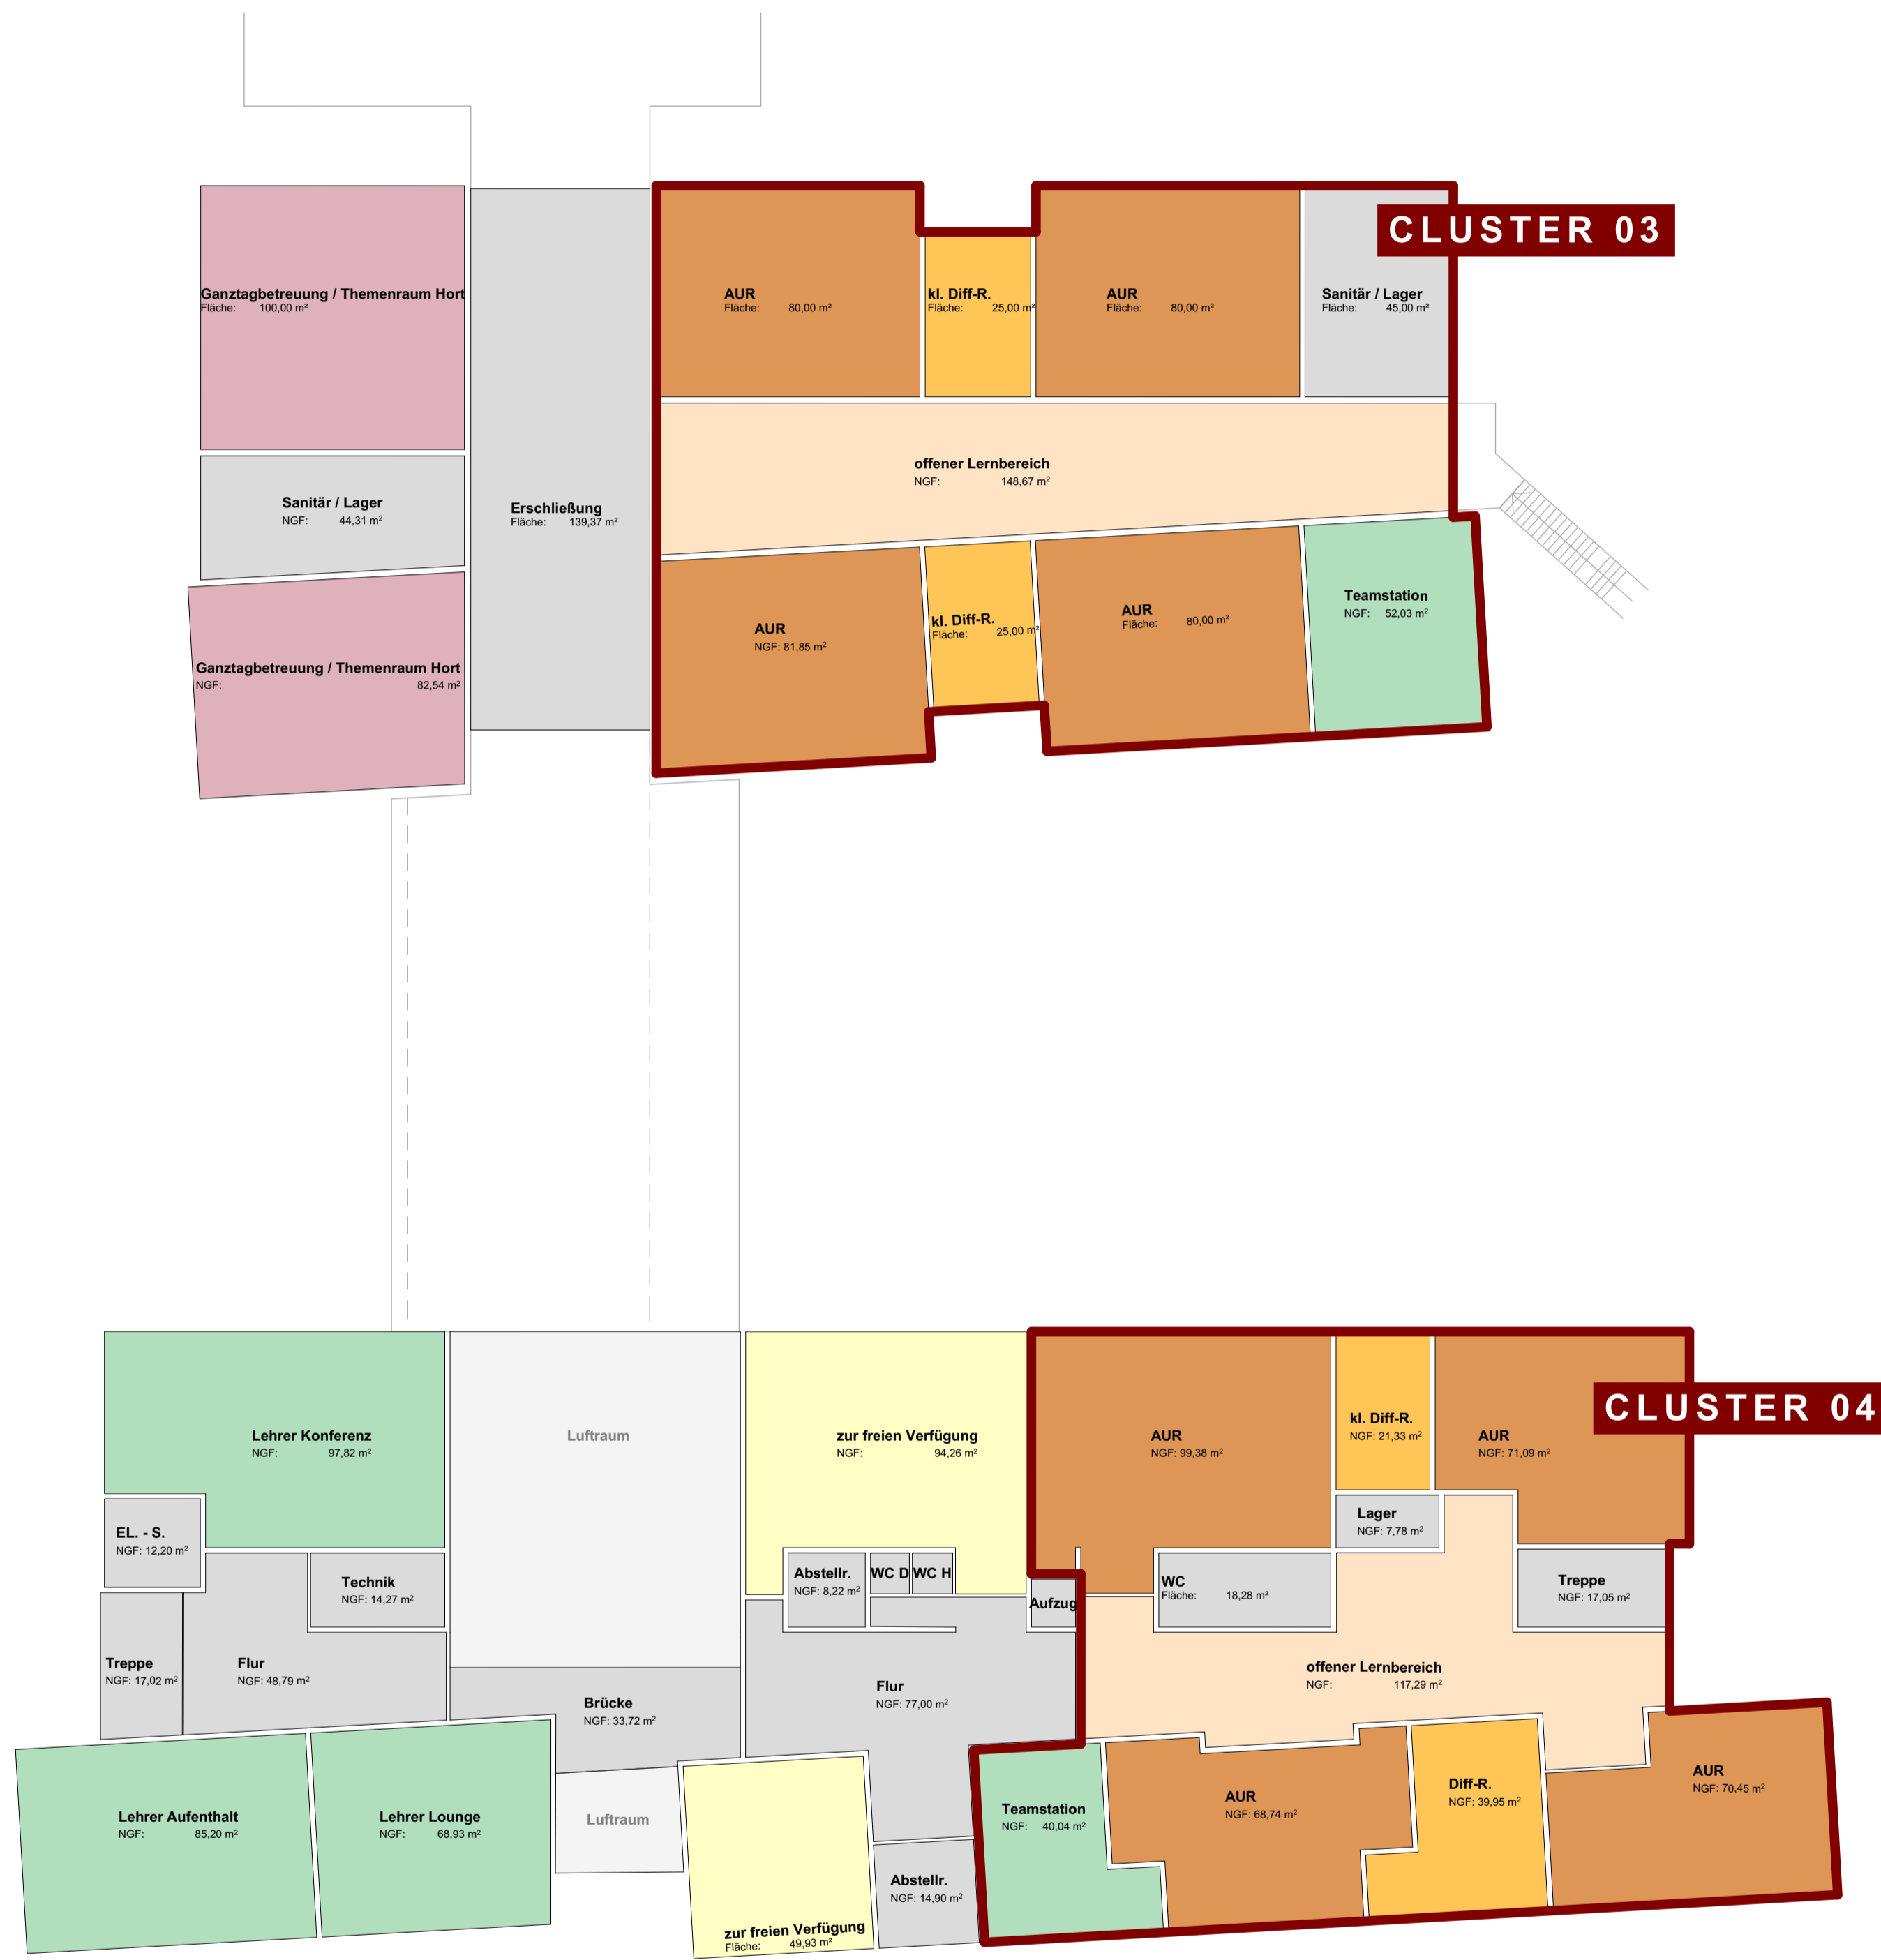 CLUSTER 03
Ganztagbetreuung / Themenraum Hort
Fläche: 100,00 m²
AUR
Fläche: 80,00 m²
kl. Diff-R.
Fläche: 25,00 m²
AUR
Fläche: 80,00 m²
Sanitär / Lager
Fläche: 45,00 m²
offener Lernbereich
NGF: 148,67 m²
Sanitär / Lager
NGF: 44,31 m²
Erschließung
Fläche: 139,37 m²
Teamstation
NGF: 52,03 m²
AUR
NGF: 81,85 m²
kl. Diff-R.
Fläche: 25,00 m²
AUR
Fläche: 80,00 m²
Ganztagbetreuung / Themenraum Hort
NGF: 82,54 m²
CLUSTER 04
Lehrer Konferenz
NGF: 97,82 m²
Luftraum
zur freien Verfügung
NGF: 94,26 m²
AUR
NGF: 99,38 m²
kl. Diff-R.
NGF: 21,33 m²
AUR
NGF: 71,09 m²
Lager
NGF: 7,78 m²
EL. - S.
NGF: 12,20 m²
Technik
NGF: 14,27 m²
Abstellr.
NGF: 8,22 m²
WC D
WC H
Aufzug
WC
Fläche: 18,28 m²
Treppe
NGF: 17,05 m²
Treppe
NGF: 17,02 m²
Flur
NGF: 48,79 m²
Brücke
NGF: 33,72 m²
Flur
NGF: 77,00 m²
offener Lernbereich
NGF: 117,29 m²
Lehrer Aufenthalt
NGF: 85,20 m²
Lehrer Lounge
NGF: 68,93 m²
Luftraum
Teamstation
NGF: 40,04 m²
AUR
NGF: 68,74 m²
Diff-R.
NGF: 39,95 m²
AUR
NGF: 70,45 m²
Abstellr.
NGF: 14,90 m²
zur freien Verfügung
Fläche: 49,93 m²